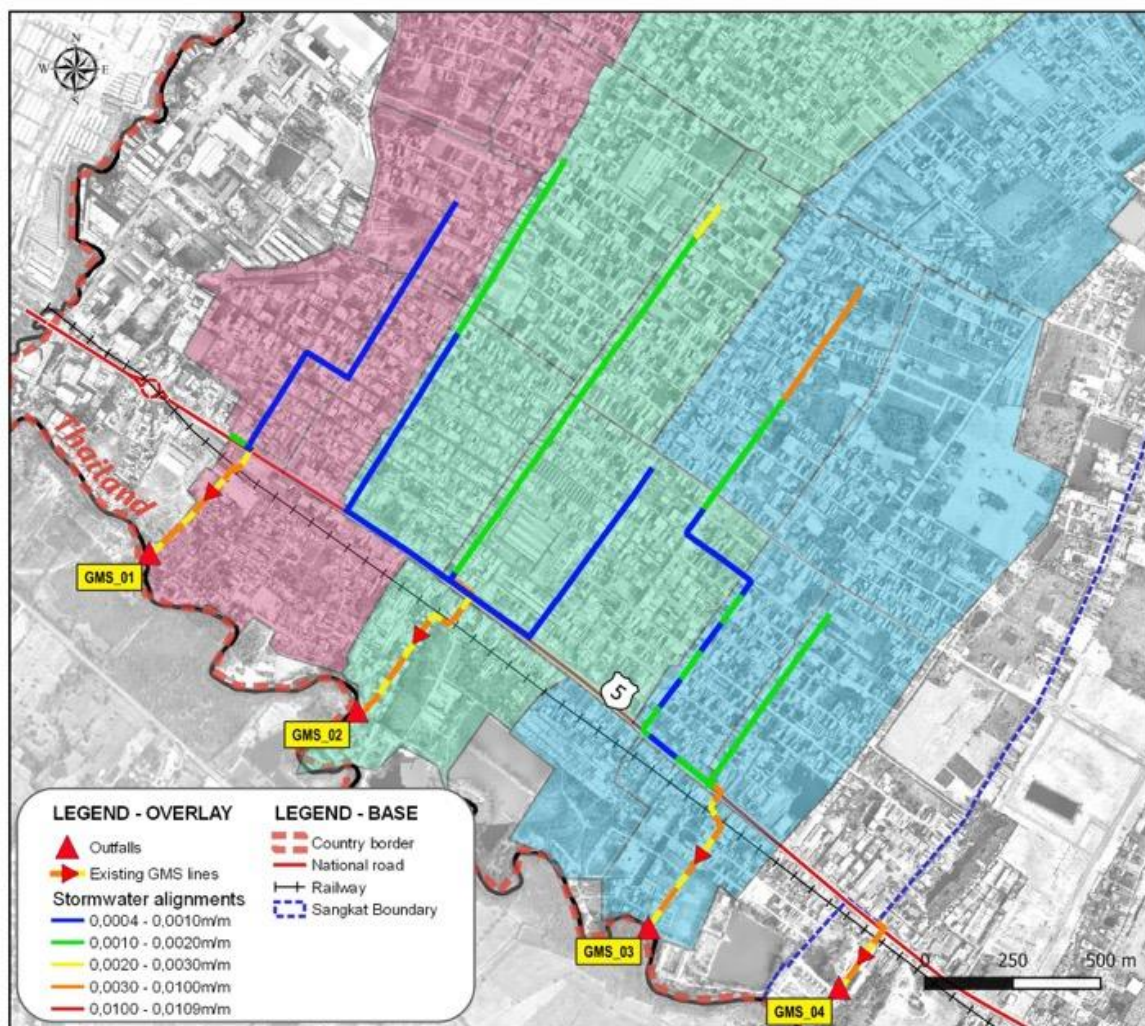 N
W E
Thailand
GMS_01
5
GMS_02
GMS_03
GMS_04
0 250 500 m
LEGEND - OVERLAY
Outfalls
Existing GMS lines
Stormwater alignments
0,0004 - 0,0010m/m
0,0010 - 0,0020m/m
0,0020 - 0,0030m/m
0,0030 - 0,0100m/m
0,0100 - 0,0109m/m
LEGEND - BASE
Country border
National road
Railway
Sangkat Boundary